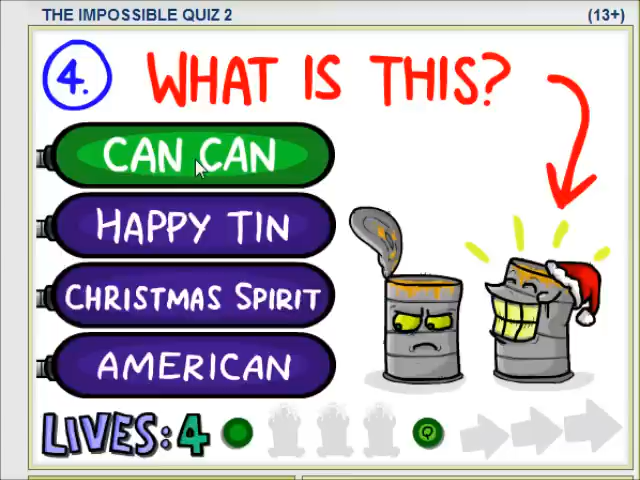 THE IMPOSSIBLE QUIZ 2 (13+)
4. WHAT IS THIS?
CAN CAN
HAPPY TIN
CHRISTMAS SPIRIT
AMERICAN
LIVES: 4